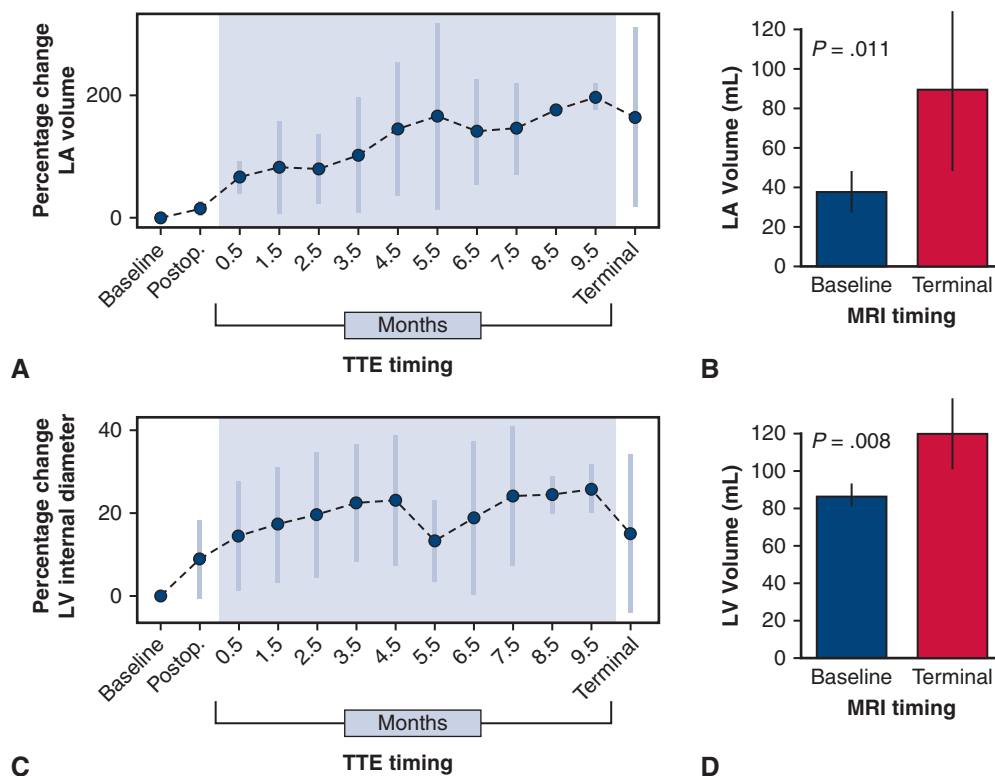 Percentage change
LA volume
200
0
Baseline
Postop.
0.5
1.5
2.5
3.5
4.5
5.5
6.5
7.5
8.5
9.5
Terminal
Months
TTE timing
A
P = .011
LA Volume (mL)
120
100
80
60
40
20
0
Baseline
Terminal
MRI timing
B
Percentage change
LV internal diameter
40
20
0
Baseline
Postop.
0.5
1.5
2.5
3.5
4.5
5.5
6.5
7.5
8.5
9.5
Terminal
Months
TTE timing
C
P = .008
LV Volume (mL)
120
100
80
60
40
20
0
Baseline
Terminal
MRI timing
D